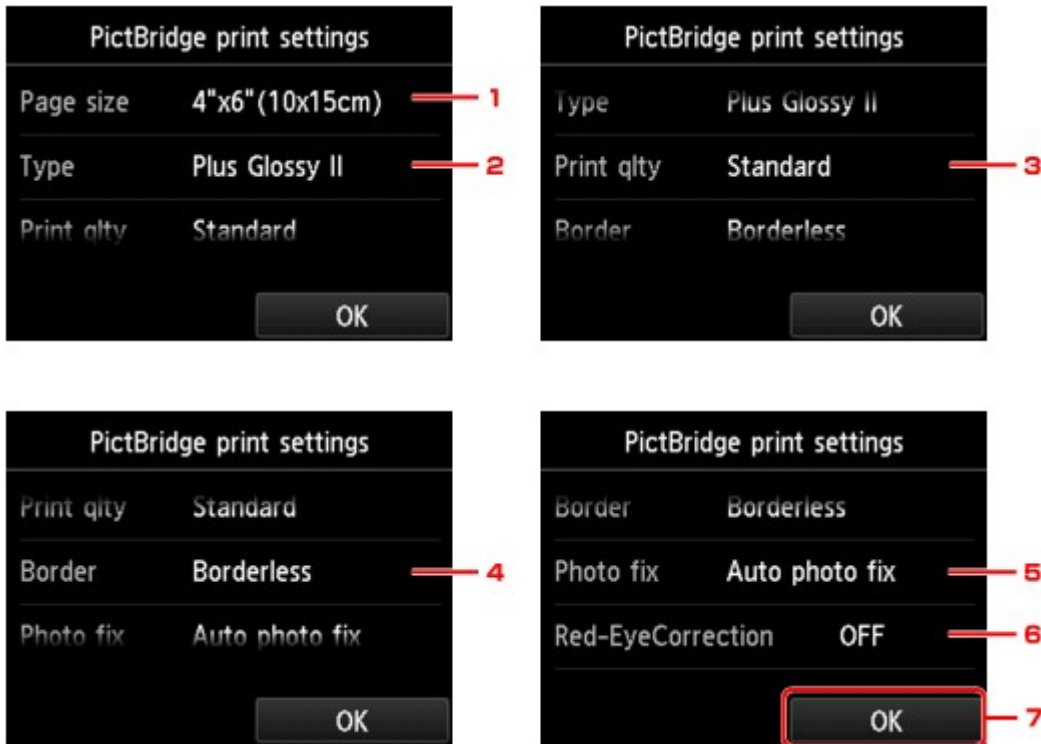 PictBridge print settings
Page size 4"x6"(10x15cm) 1
Type Plus Glossy II 2
Print qlty Standard
OK
PictBridge print settings
Type Plus Glossy II
Print qlty Standard 3
Border Borderless
OK
PictBridge print settings
Print qlty Standard
Border Borderless 4
Photo fix Auto photo fix
OK
PictBridge print settings
Border Borderless
Photo fix Auto photo fix 5
Red-EyeCorrection OFF 6
OK 7